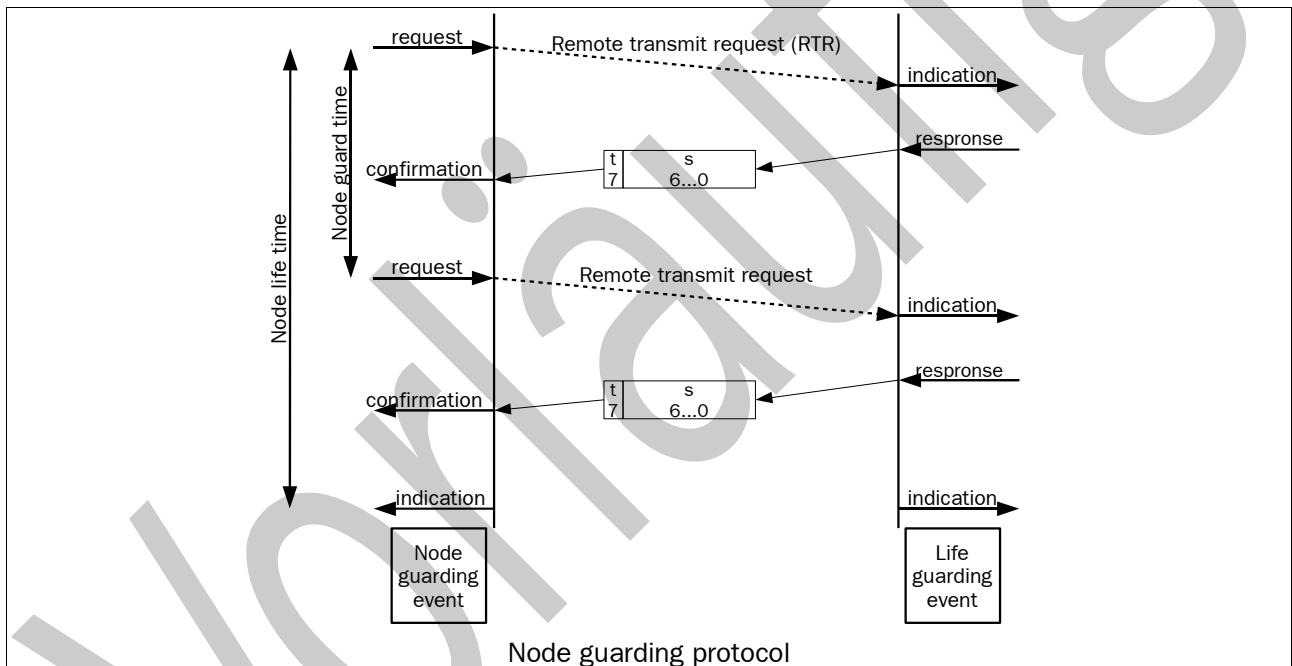 request
Remote transmit request (RTR)
indication
Node life time
Node guard time
confirmation
t
7
s
6...0
respronse
request
Remote transmit request
indication
confirmation
t
7
s
6...0
respronse
indication
indication
Node
guarding
event
Life
guarding
event
Node guarding protocol
Vorläufig